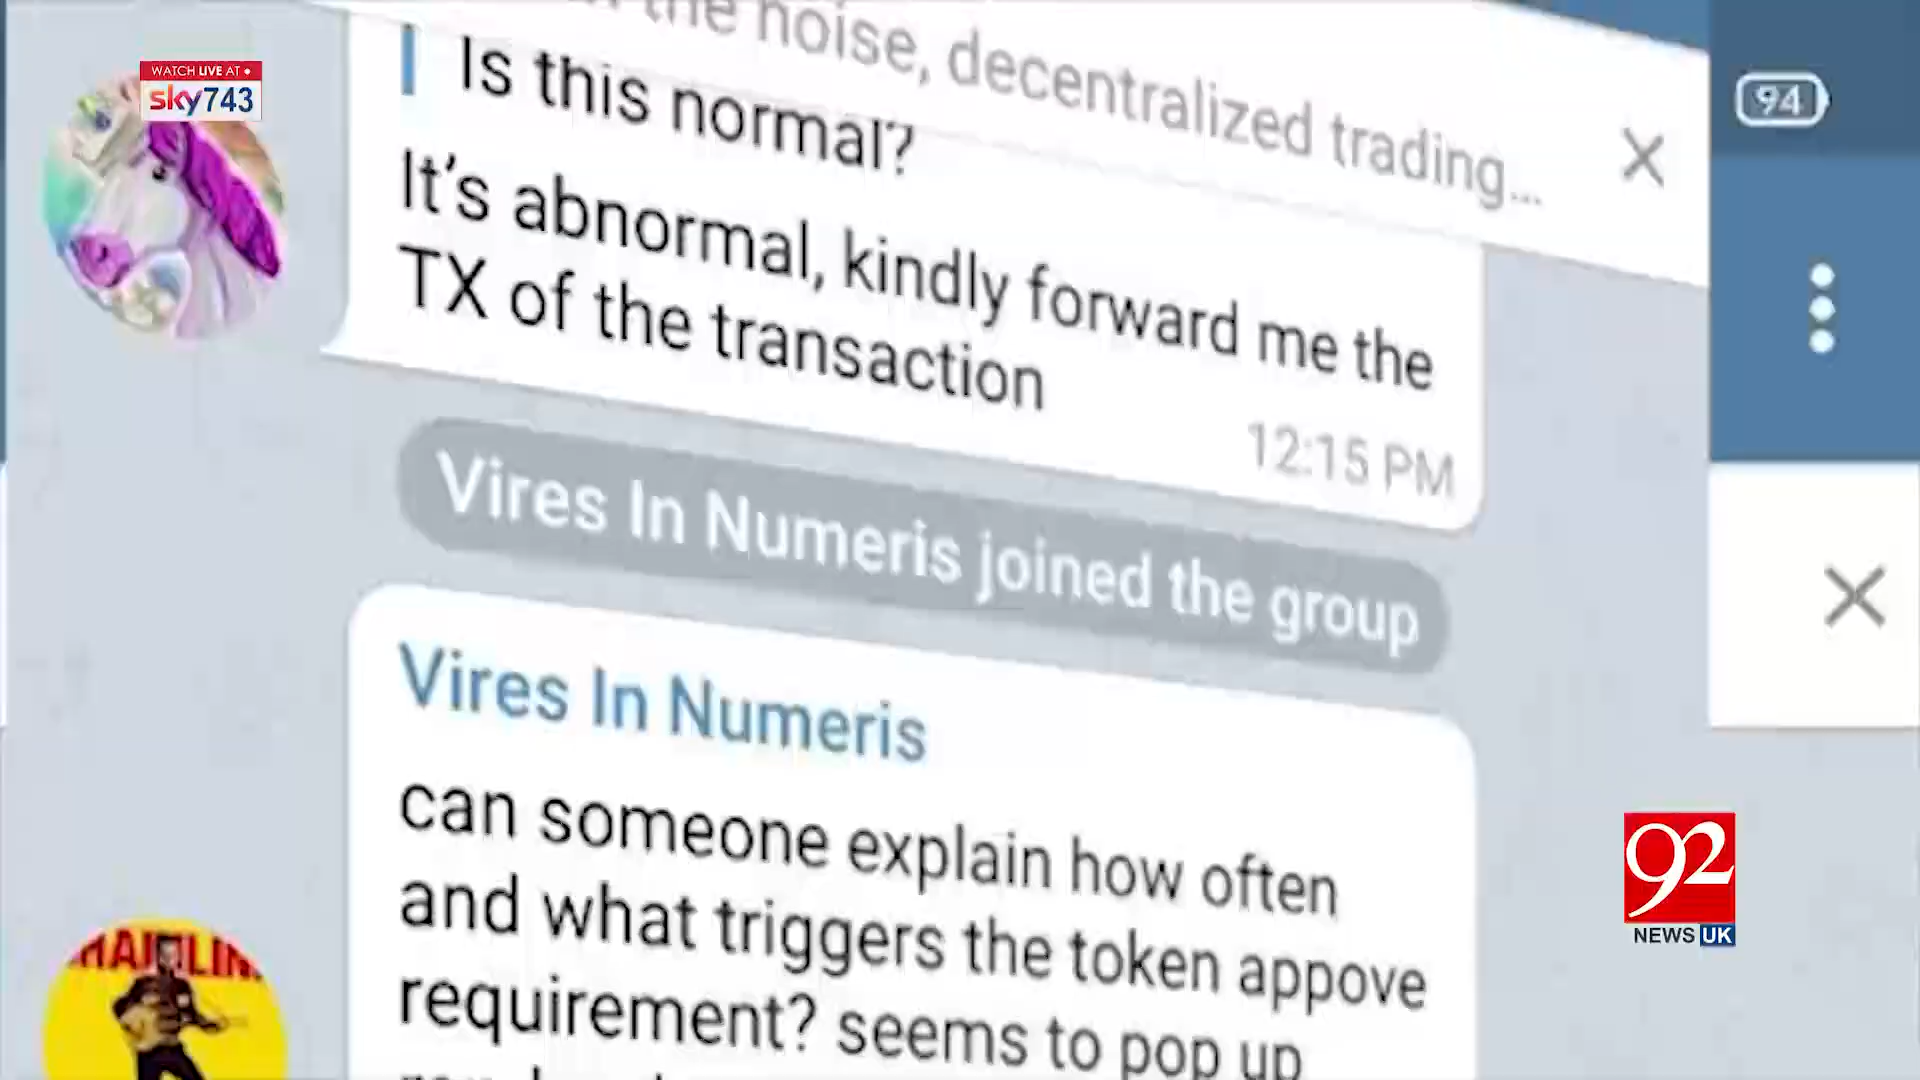 the noise, decentralized trading...
Is this normal?
It's abnormal, kindly forward me the
TX of the transaction
12:15 PM
Vires In Numeris joined the group
Vires In Numeris
can someone explain how often
and what triggers the token appove
requirement? seems to pop up
WATCH LIVE AT
sky743
94
92
NEWS UK